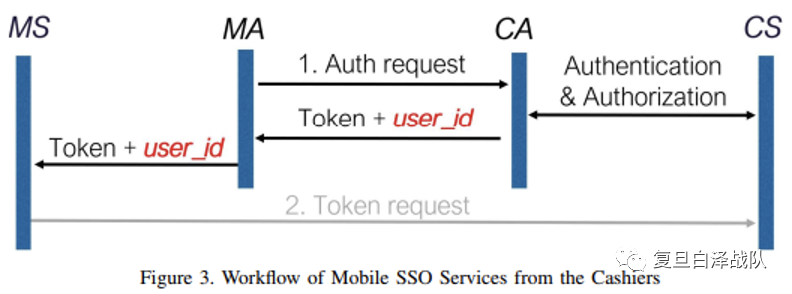 MS MA CA CS
1. Auth request
Authentication
& Authorization
Token + user_id
Token + user_id
2. Token request
复旦白泽战队
Figure 3. Workflow of Mobile SSO Services from the Cashiers